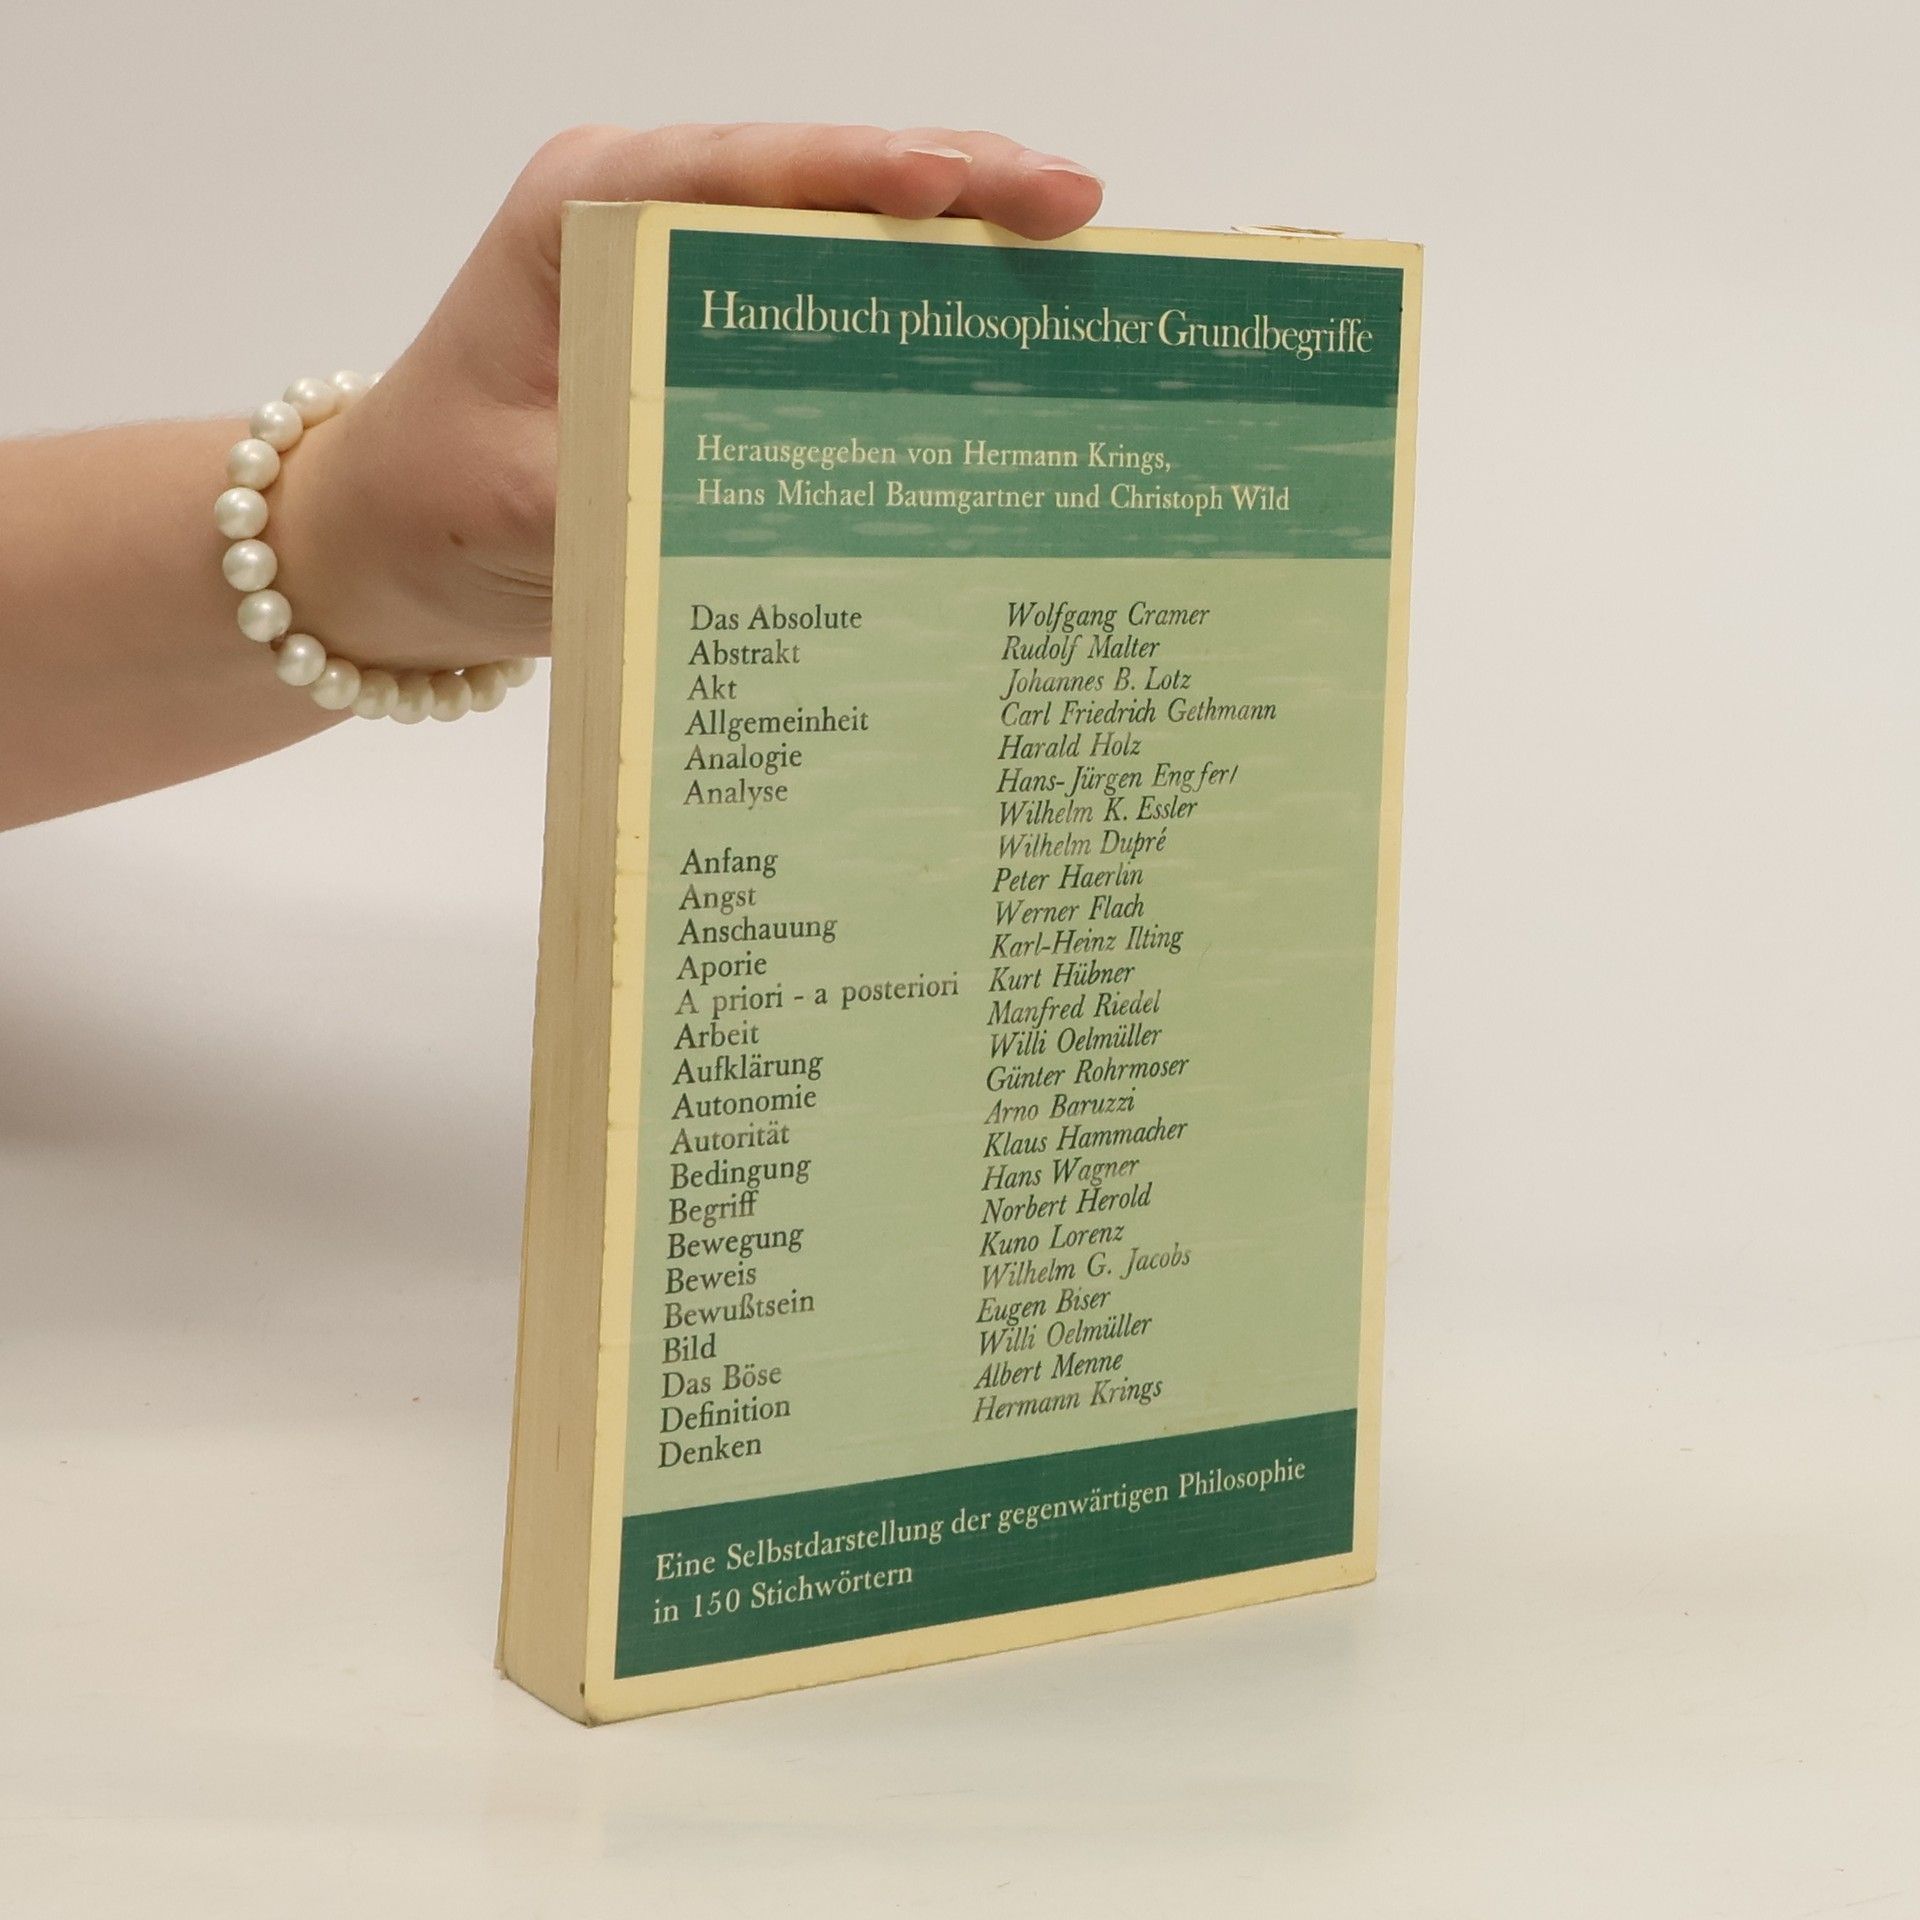 Handbuch philosophischer Grundbegriffe
Herausgegeben von Hermann Krings,
Hans Michael Baumgartner und Christoph Wild
Das Absolute Wolfgang Cramer
Abstrakt Rudolf Malter
Akt Johannes B. Lotz
Allgemeinheit Carl Friedrich Gethmann
Analogie Harald Holz
Analyse Hans-Jürgen Engfer/
Wilhelm K. Essler
Anfang Wilhelm Dupré
Angst Peter Haerlin
Anschauung Werner Flach
Aporie Karl-Heinz Ilting
A priori - a posteriori Kurt Hübner
Arbeit Manfred Riedel
Aufklärung Willi Oelmüller
Autonomie Günter Rohrmoser
Autorität Arno Baruzzi
Bedingung Klaus Hammacher
Begriff Hans Wagner
Bewegung Norbert Herold
Beweis Kuno Lorenz
Bewußtsein Wilhelm G. Jacobs
Bild Eugen Biser
Das Böse Willi Oelmüller
Definition Albert Menne
Denken Hermann Krings
Eine Selbstdarstellung der gegenwärtigen Philosophie
in 150 Stichwörtern